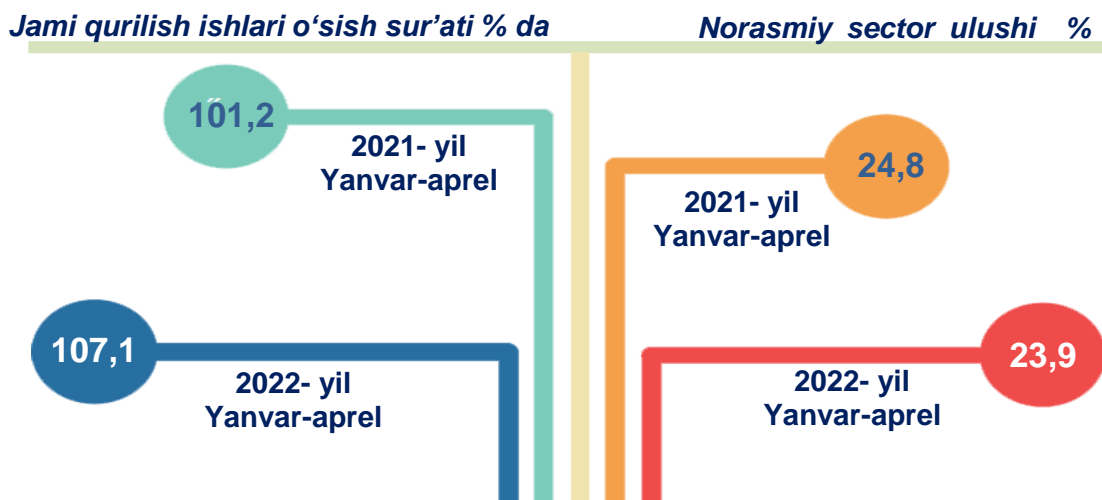 Jami qurilish ishlari o‘sish sur’ati % da
101,2
2021- yil
Yanvar-aprel
107,1
2022- yil
Yanvar-aprel
Norasmiy sector ulushi %
24,8
2021- yil
Yanvar-aprel
23,9
2022- yil
Yanvar-aprel